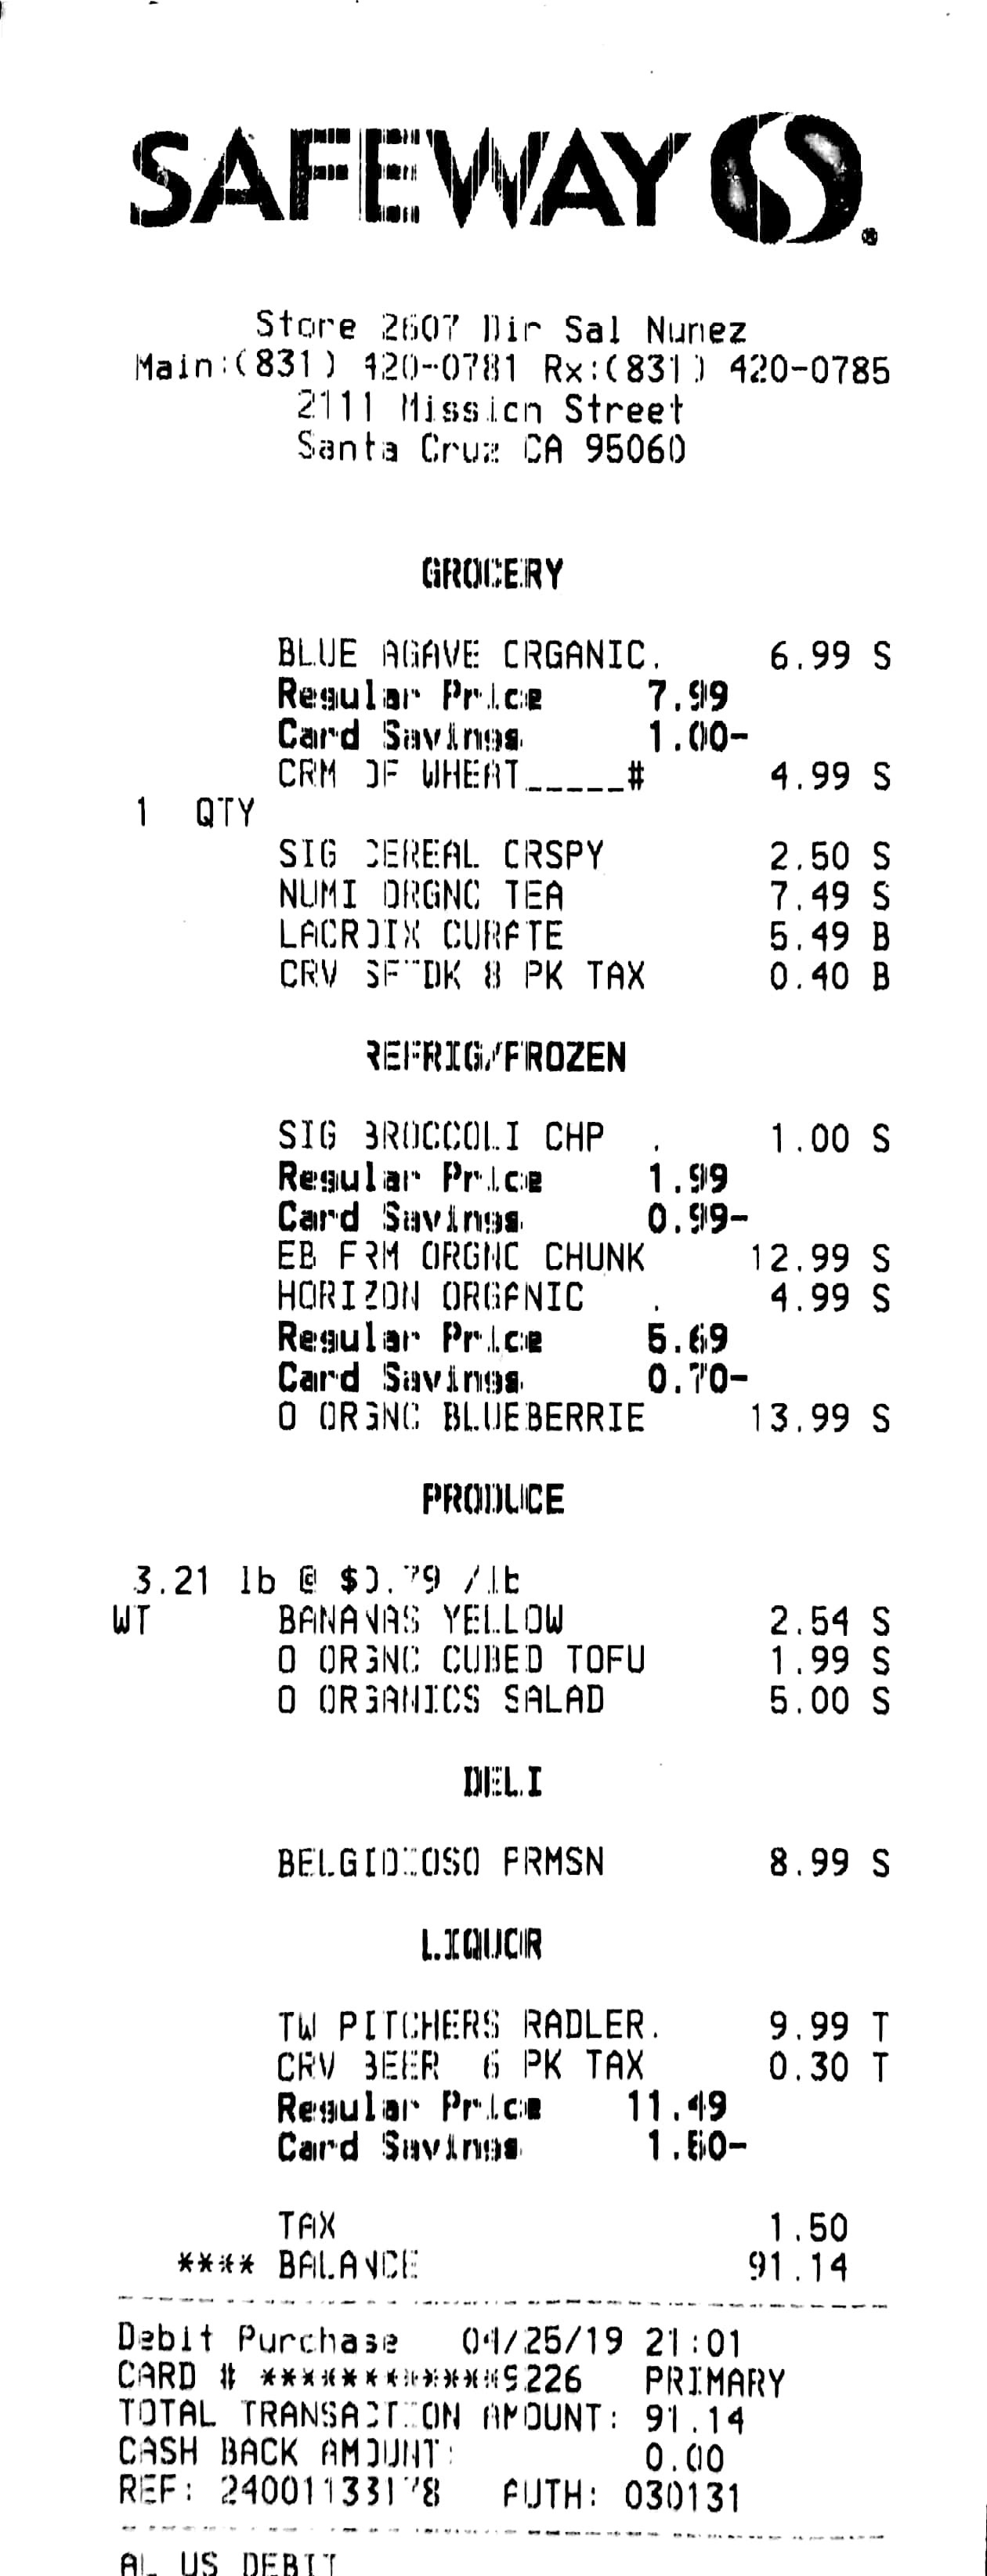 SAFEWAY
Store 2607 Dir Sal Nunez
Main:(831) 420-0781 Rx:(831) 420-0785
2111 Mission Street
Santa Cruz CA 95060
GROCERY
BLUE AGAVE ORGANIC. 6.99 S
Regular Price 7.99
Card Savings 1.00-
CRM OF WHEAT_____# 4.99 S
1 QTY
SIG CEREAL CRSPY 2.50 S
NUMI ORGNC TEA 7.49 S
LACROIX CURATE 5.49 B
CRV SFTDK 8 PK TAX 0.40 B
REFRIG/FROZEN
SIG BROCCOLI CHP . 1.00 S
Regular Price 1.99
Card Savings 0.99-
EB FRM ORGNC CHUNK 12.99 S
HORIZON ORGANIC . 4.99 S
Regular Price 5.69
Card Savings 0.70-
O ORGNC BLUEBERRIE 13.99 S
PRODUCE
3.21 lb @ $0.79 /lb
WT BANANAS YELLOW 2.54 S
O ORGNC CUBED TOFU 1.99 S
O ORGANICS SALAD 5.00 S
DELI
BELGIOIOSO PRMSN 8.99 S
LIQUOR
TW PITCHERS RADLER. 9.99 T
CRV BEER 6 PK TAX 0.30 T
Regular Price 11.49
Card Savings 1.50-
TAX 1.50
**** BALANCE 91.14
Debit Purchase 04/25/19 21:01
CARD # ************9226 PRIMARY
TOTAL TRANSACTION AMOUNT: 91.14
CASH BACK AMOUNT: 0.00
REF: 24001133178 AUTH: 030131
AL US DEBIT